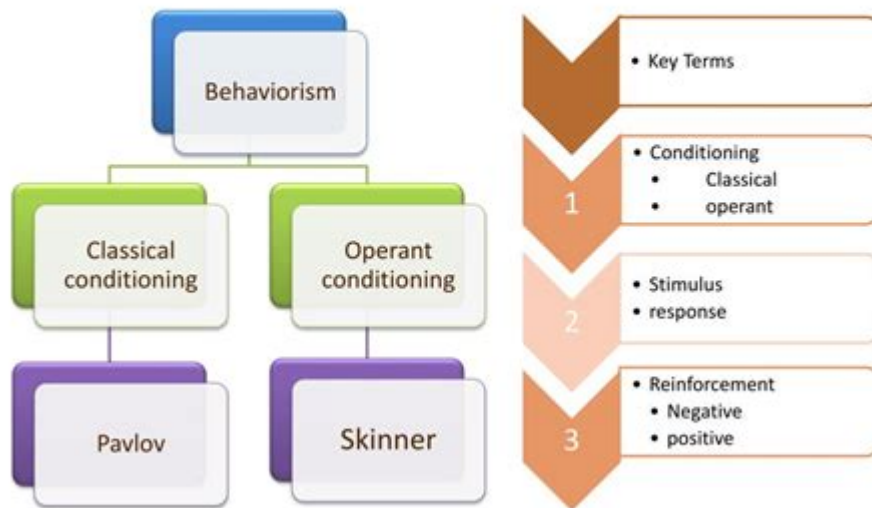 Behaviorism
Classical
conditioning
Operant
conditioning
Pavlov
Skinner
• Key Terms
• Conditioning
• Classical
• operant
1
• Stimulus
• response
2
• Reinforcement
• Negative
• positive
3